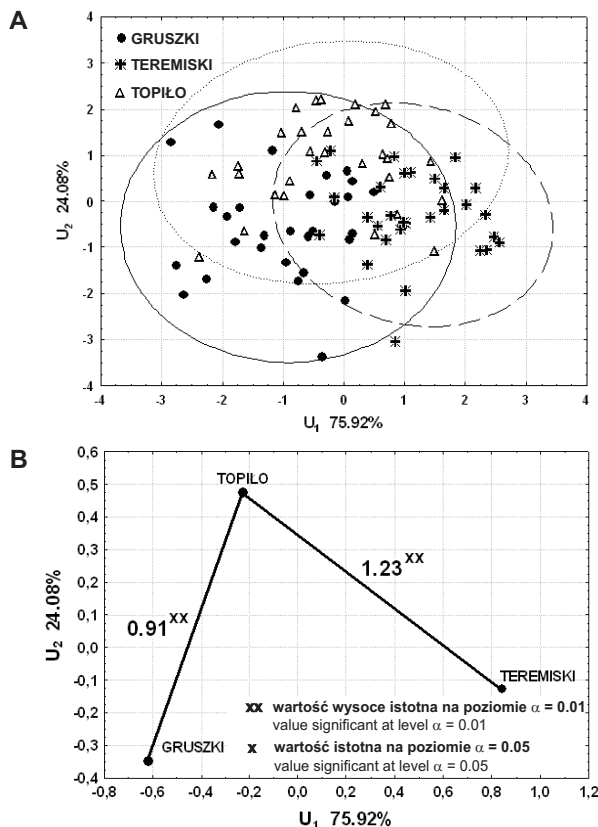 A
GRUSZKI
TEREMISKI
TOPIŁO
4
3
2
1
0
-1
-2
-3
-4
U2 24.08%
-4 -3 -2 -1 0 1 2 3 4
U1 75.92%
B
0,6
0,5
0,4
0,3
0,2
0,1
0,0
-0,1
-0,2
-0,3
-0,4
U2 24.08%
TOPILO
0.91XX
1.23XX
TEREMISKI
GRUSZKI
xx wartość wysoce istotna na poziomie α = 0.01
value significant at level α = 0.01
x wartość istotna na poziomie α = 0.05
value significant at level α = 0.05
-0,8 -0,6 -0,4 -0,2 0,0 0,2 0,4 0,6 0,8 1,0 1,2
U1 75.92%